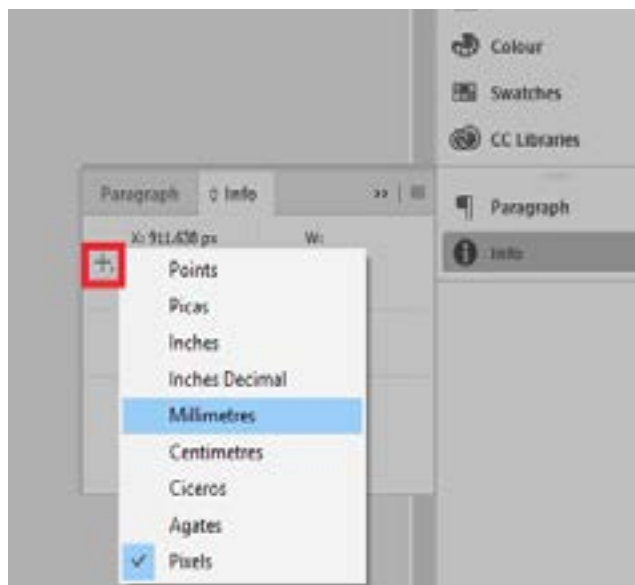 Colour
Swatches
CC Libraries
Paragraph
Info
Paragraph
Info
X: 911.638 px
W:
Points
Picas
Inches
Inches Decimal
Millimetres
Centimetres
Ciceros
Agates
Pixels